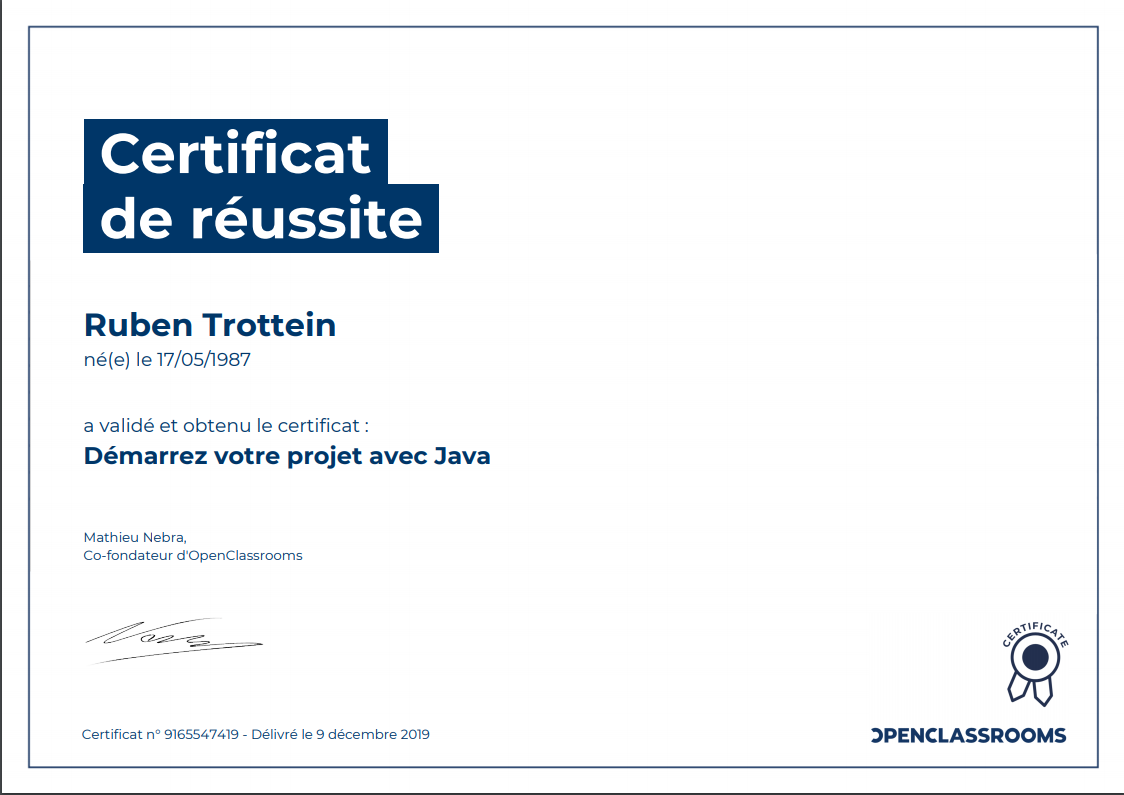 Certificat
de réussite
Ruben Trottein
né(e) le 17/05/1987
a validé et obtenu le certificat :
Démarrez votre projet avec Java
Mathieu Nebra,
Co-fondateur d'OpenClassrooms
CERTIFICATE
Certificat n° 9165547419 - Délivré le 9 décembre 2019
OPENCLASSROOMS